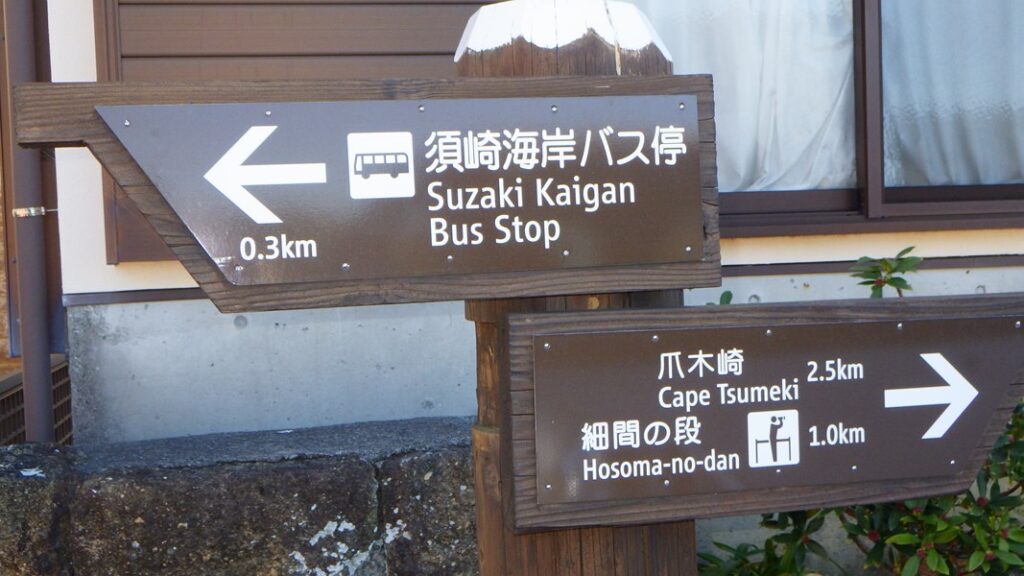 須崎海岸バス停
Suzaki Kaigan
Bus Stop
0.3km
爪木崎 2.5km
Cape Tsumeki
細間の段 1.0km
Hosoma-no-dan